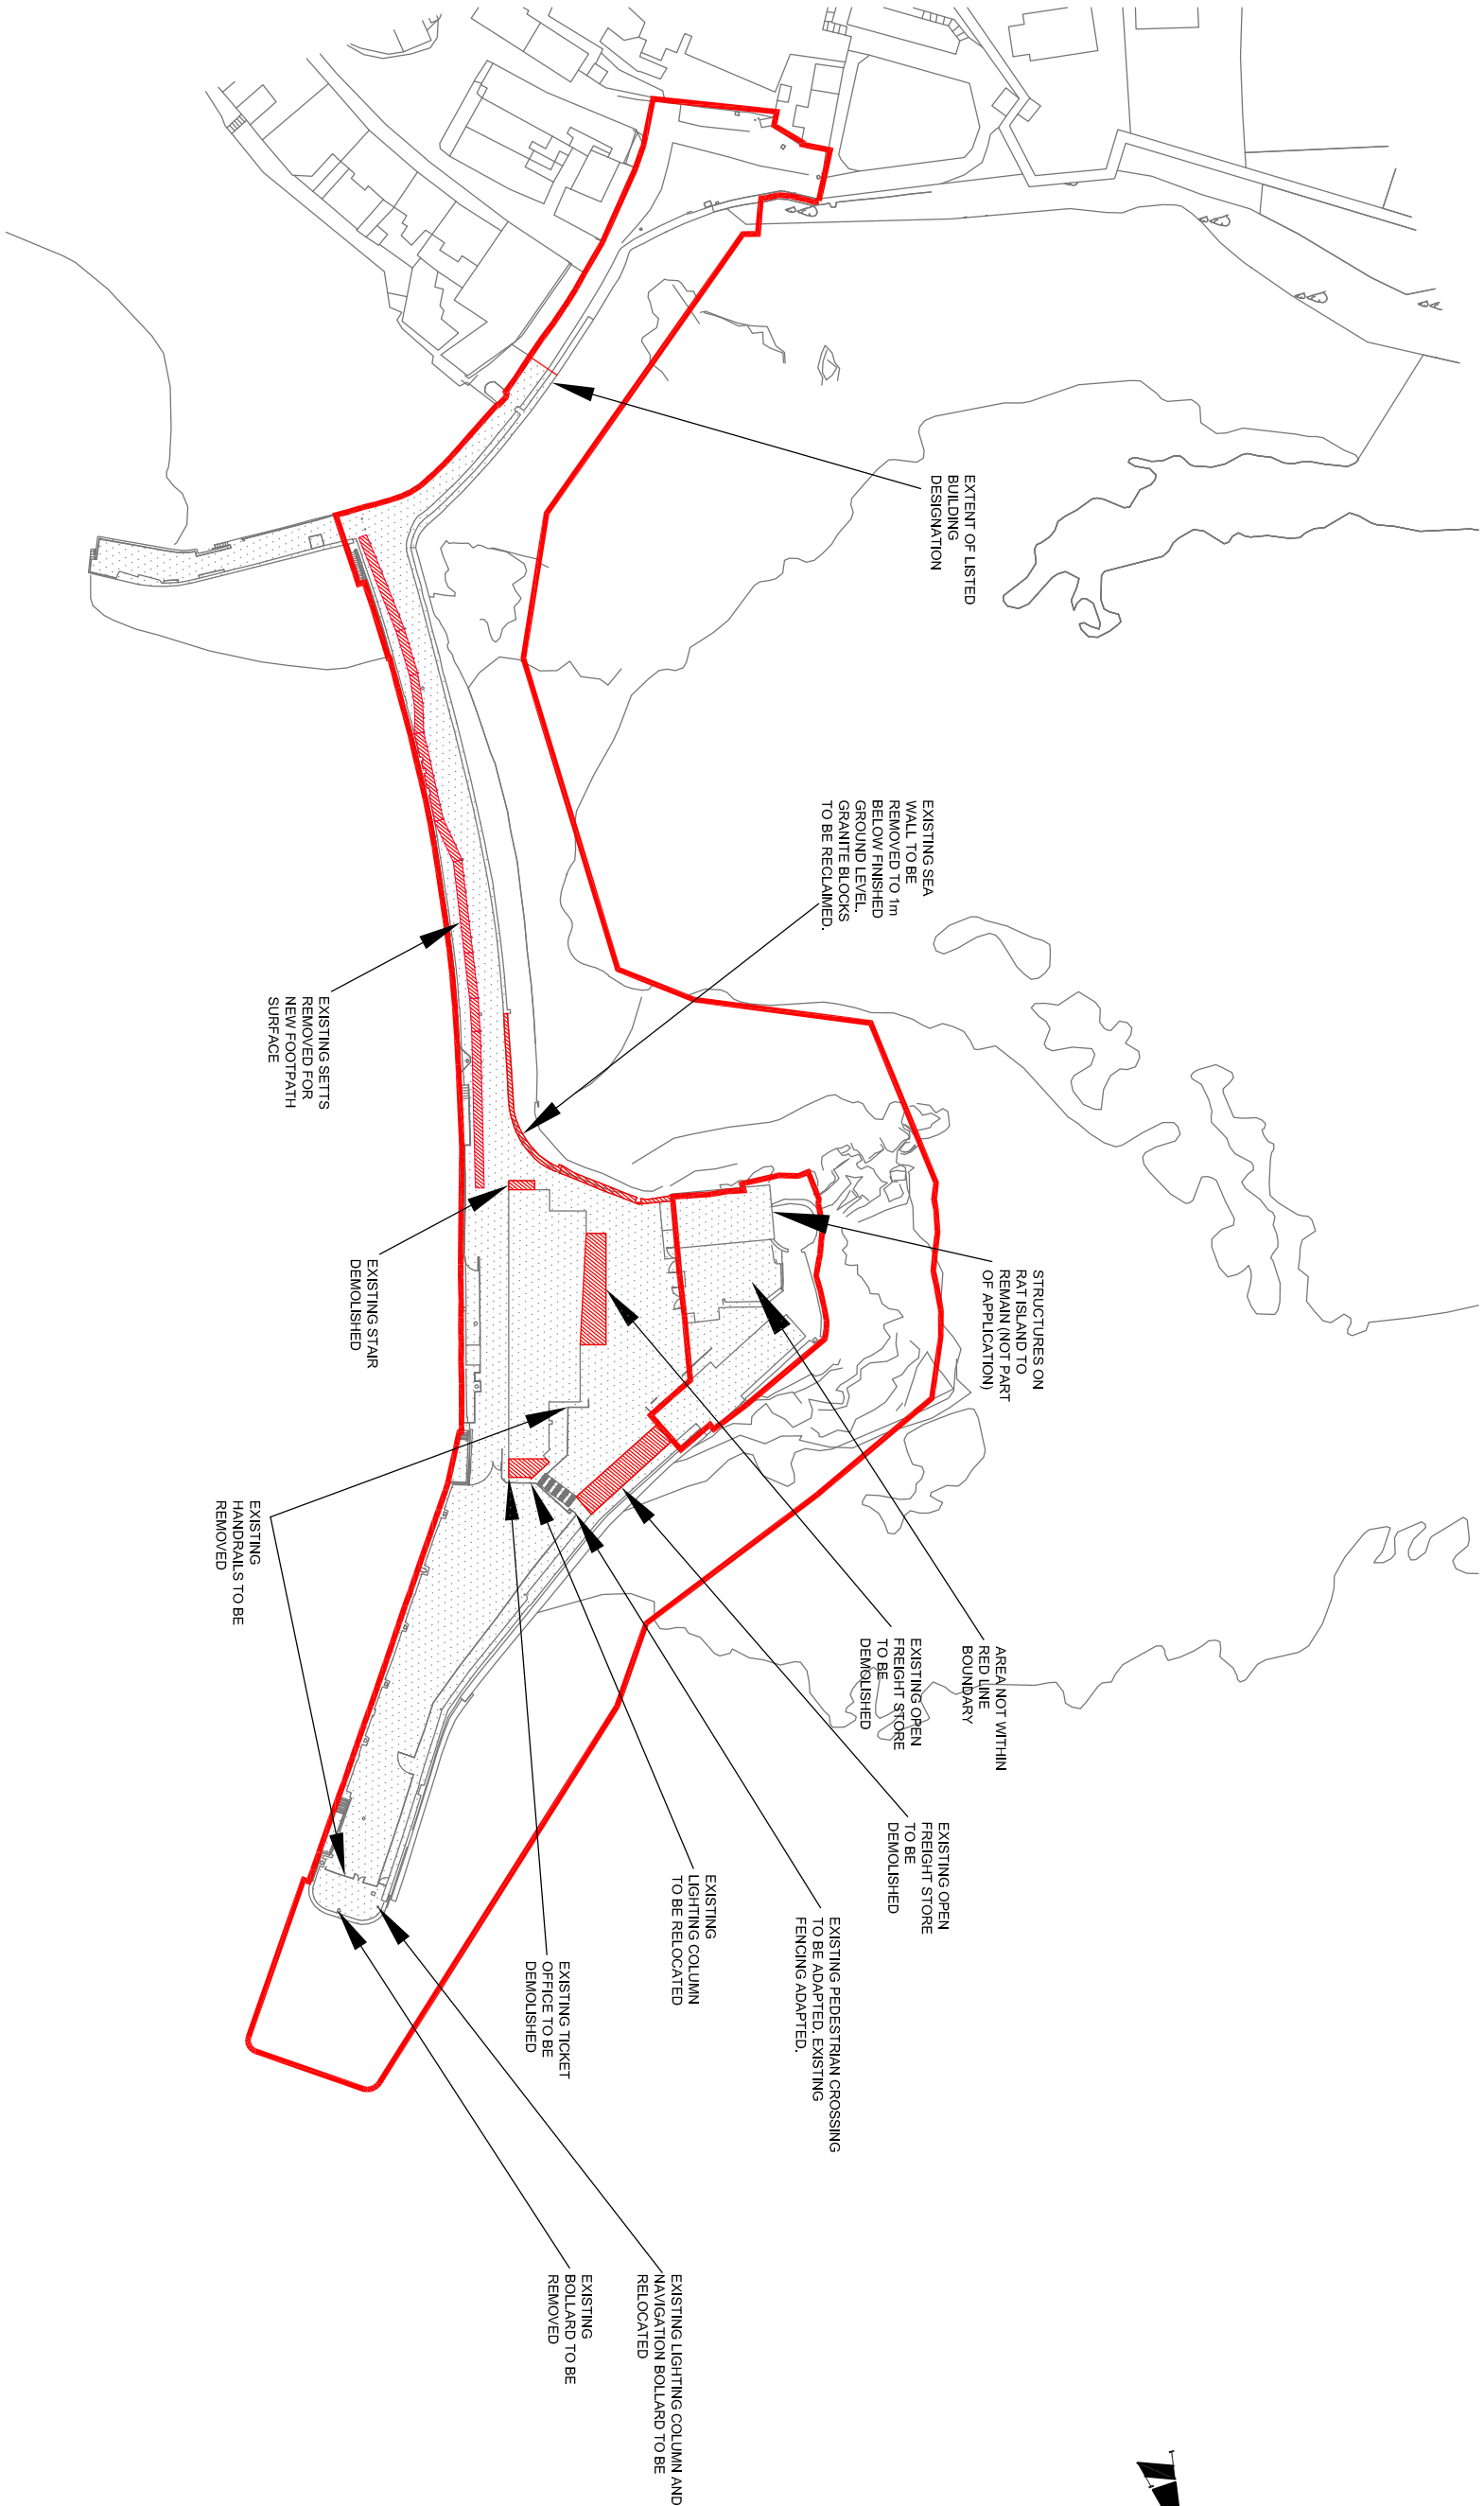 EXTENT OF LISTED
BUILDING
DESIGNATION
EXISTING SEA
WALL TO BE
REMOVED TO 1m
BELOW FINISHED
GROUND LEVEL.
GRANITE BLOCKS
TO BE RECLAIMED.
EXISTING SETTS
REMOVED FOR
NEW FOOTPATH
SURFACE
STRUCTURES ON
RAT ISLAND TO
REMAIN (NOT PART
OF APPLICATION)
EXISTING STAIR
DEMOLISHED
EXISTING
HANDRAILS TO BE
REMOVED
AREA NOT WITHIN
RED LINE
BOUNDARY
EXISTING OPEN
FREIGHT STORE
TO BE
DEMOLISHED
EXISTING OPEN
FREIGHT STORE
TO BE
DEMOLISHED
EXISTING PEDESTRIAN CROSSING
TO BE ADAPTED. EXISTING
FENCING ADAPTED.
EXISTING
LIGHTING COLUMN
TO BE RELOCATED
EXISTING TICKET
OFFICE TO BE
DEMOLISHED
EXISTING LIGHTING COLUMN AND
NAVIGATION BOLLARD TO BE
RELOCATED
EXISTING
BOLLARD TO BE
REMOVED